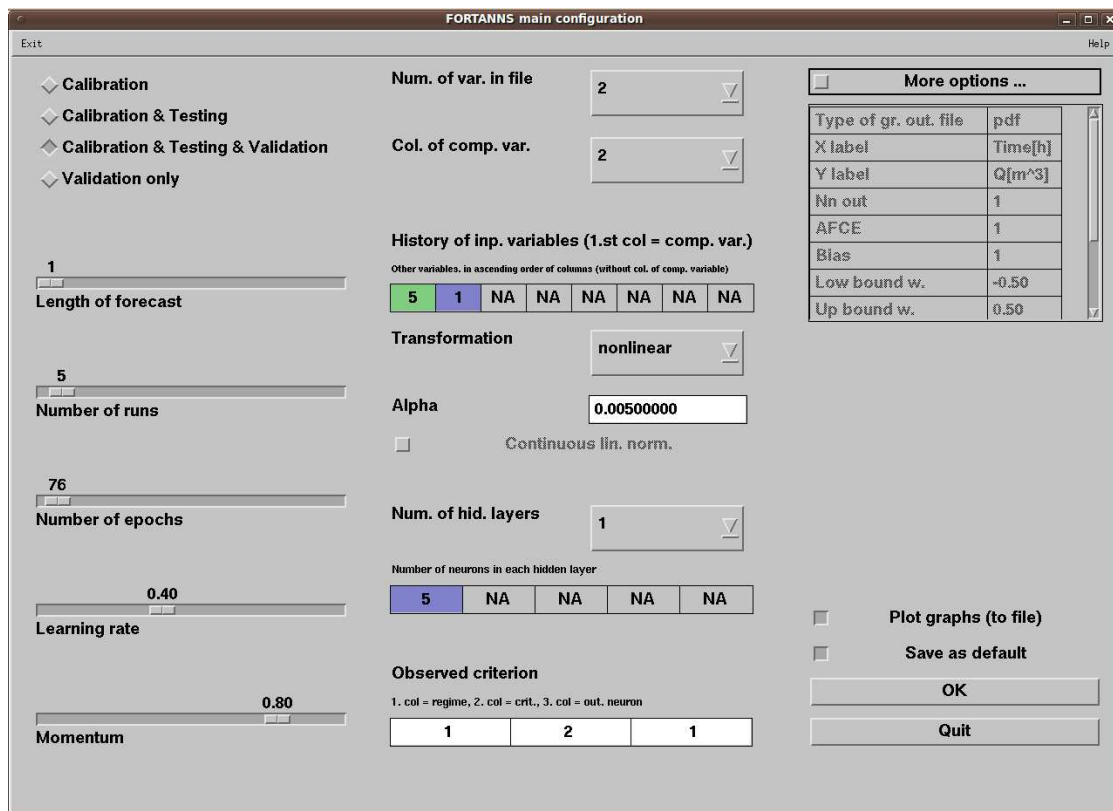 FORTANNS main configuration
Exit
Help
Calibration
Calibration & Testing
Calibration & Testing & Validation
Validation only
1
Length of forecast
5
Number of runs
76
Number of epochs
0.40
Learning rate
0.80
Momentum
Num. of var. in file
2
Col. of comp. var.
2
History of inp. variables (1.st col = comp. var.)
Other variables. in ascending order of columns (without col. of comp. variable)
5 1 NA NA NA NA NA NA
Transformation
nonlinear
Alpha
0.00500000
Continuous lin. norm.
Num. of hid. layers
1
Number of neurons in each hidden layer
5 NA NA NA NA
Observed criterion
1. col = regime, 2. col = crit., 3. col = out. neuron
1 2 1
More options ...
Type of gr. out. file pdf
X label Time[h]
Y label Q[m^3]
Nn out 1
AFCE 1
Bias 1
Low bound w. -0.50
Up bound w. 0.50
Plot graphs (to file)
Save as default
OK
Quit